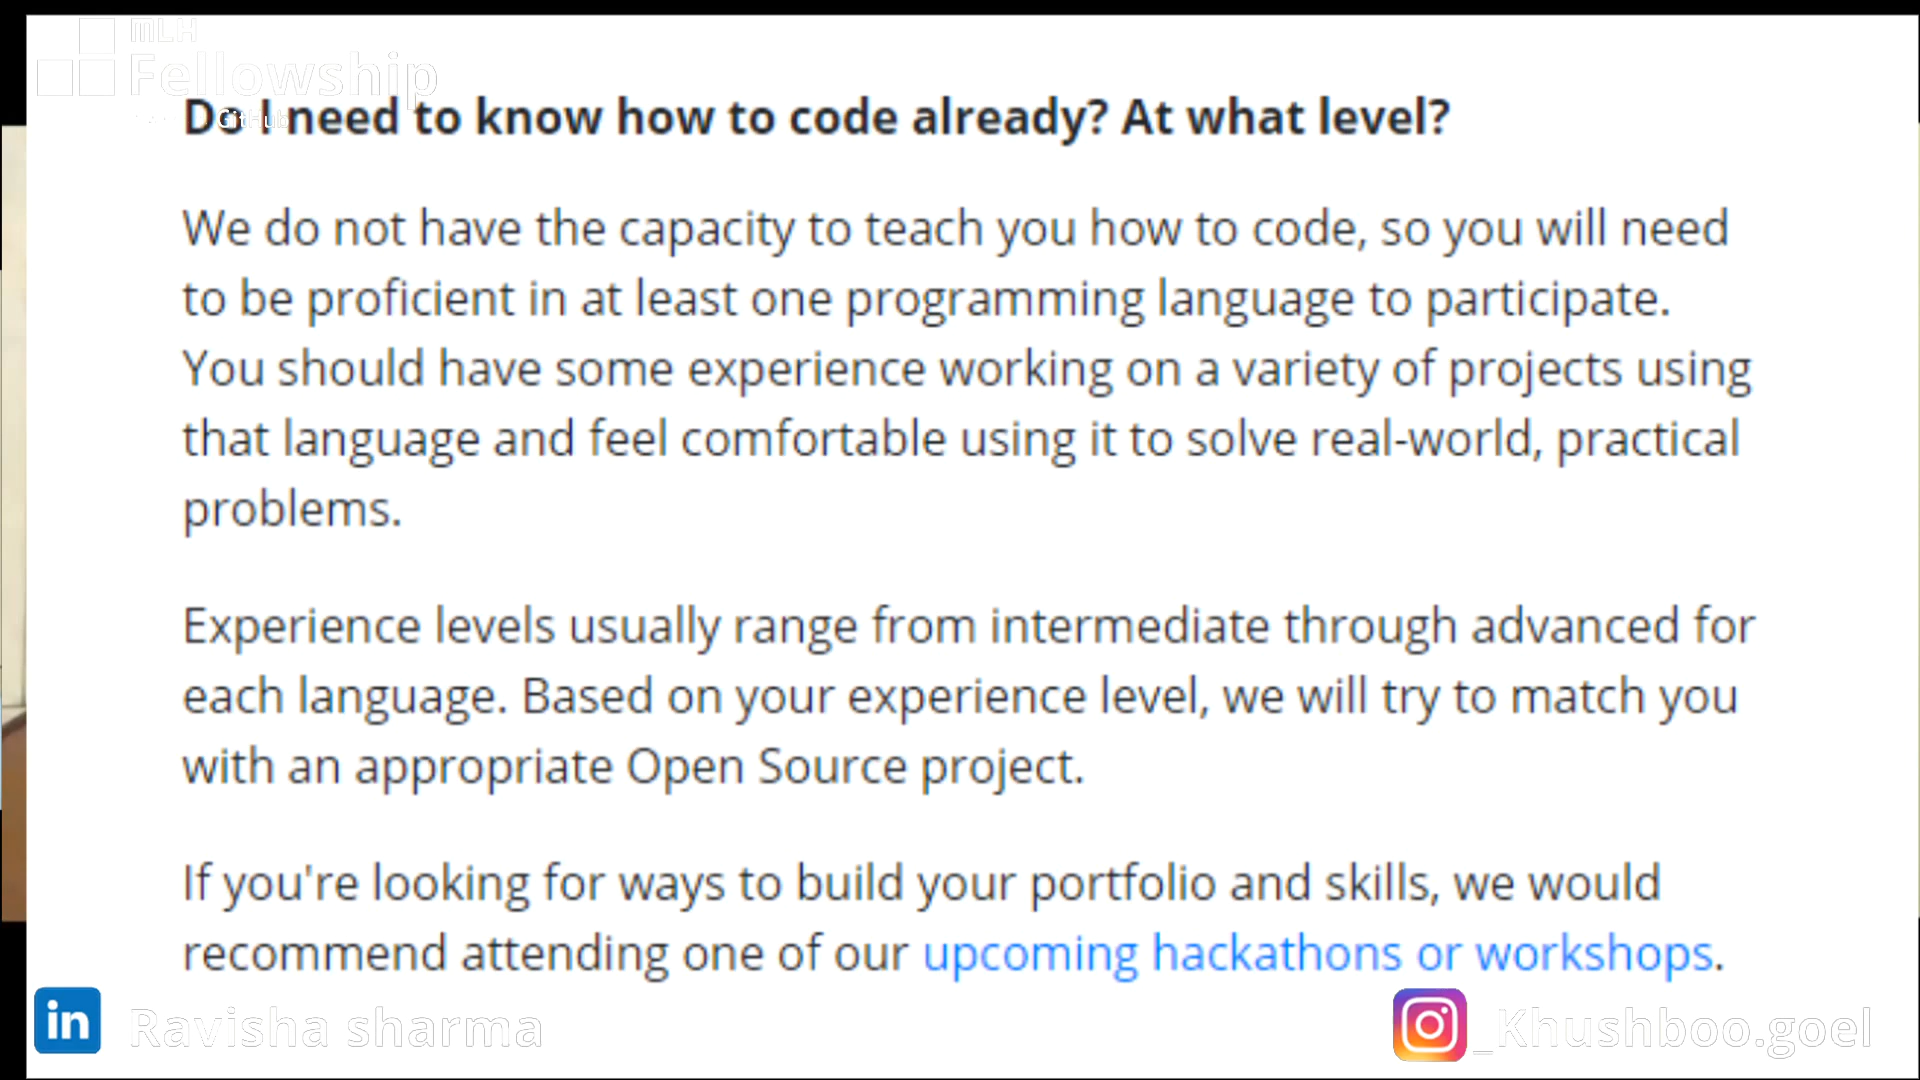 MLH
Fellowship
GitHub
Do I need to know how to code already? At what level?
We do not have the capacity to teach you how to code, so you will need
to be proficient in at least one programming language to participate.
You should have some experience working on a variety of projects using
that language and feel comfortable using it to solve real-world, practical
problems.
Experience levels usually range from intermediate through advanced for
each language. Based on your experience level, we will try to match you
with an appropriate Open Source project.
If you're looking for ways to build your portfolio and skills, we would
recommend attending one of our upcoming hackathons or workshops.
in Ravisha sharma
_Khushboo.goel